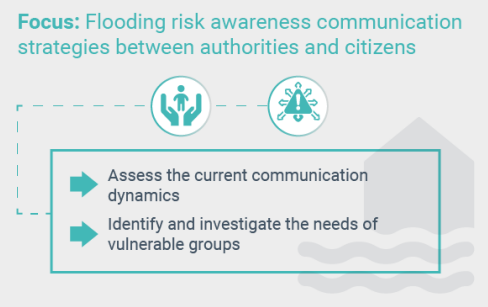 Focus: Flooding risk awareness communication
strategies between authorities and citizens
Assess the current communication
dynamics
Identify and investigate the needs of
vulnerable groups